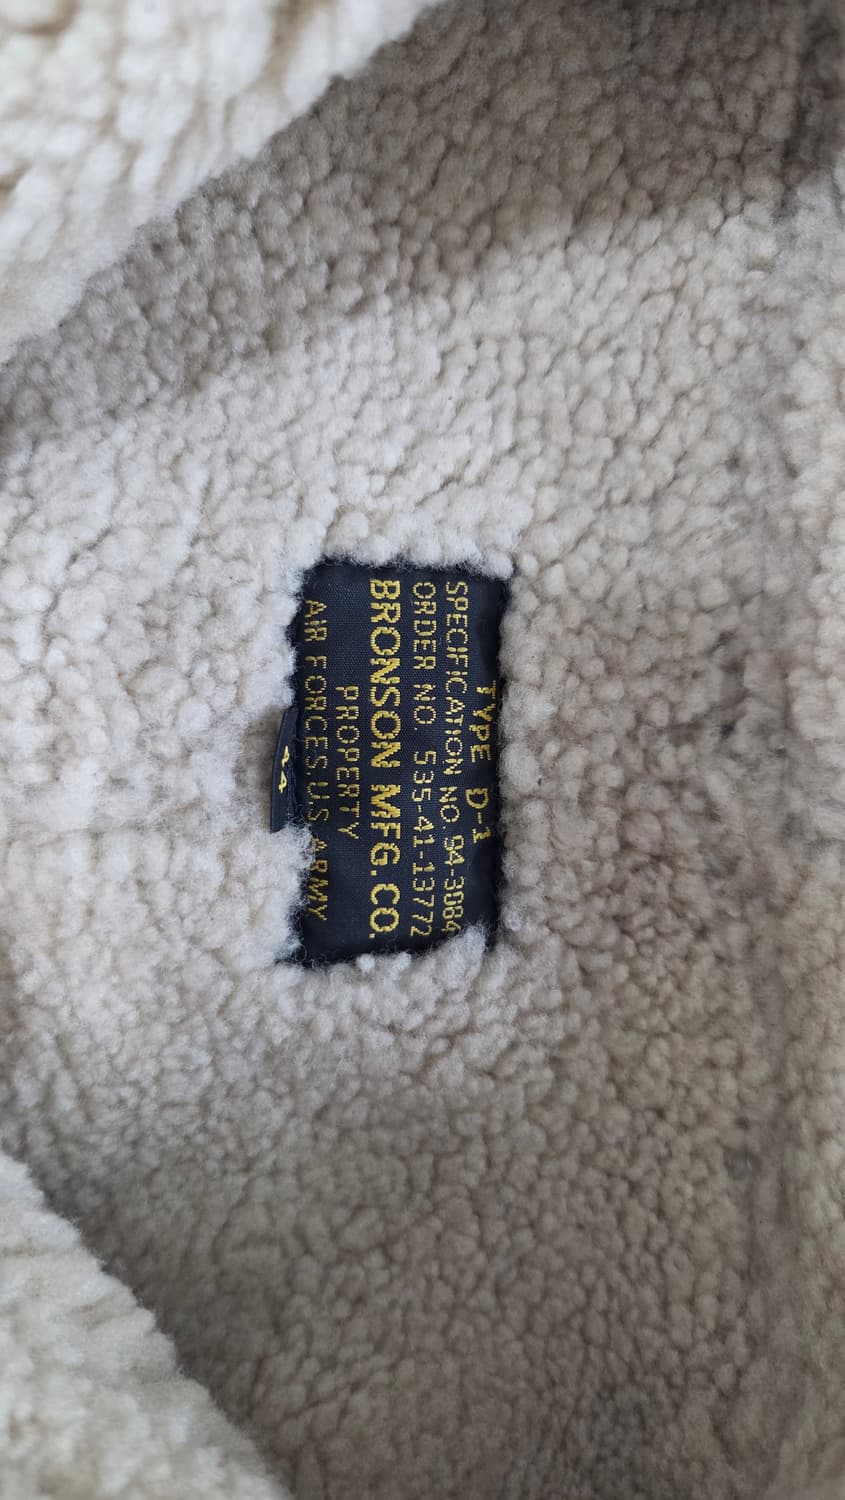 TYPE D-1
SPECIFICATION NO. 94-3084
ORDER NO. 535-41-13772
BRONSON MFG. CO.
PROPERTY
AIR FORCES.U.S ARMY
44